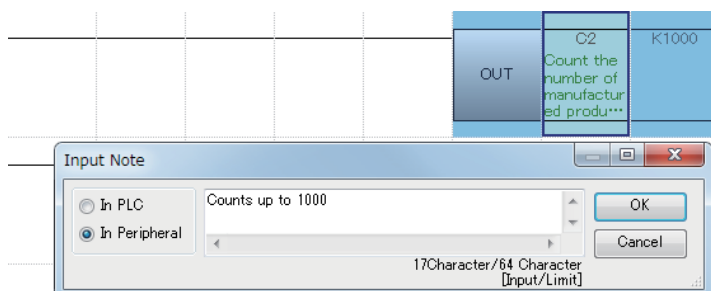 C2 K1000
OUT
Count the
number of
manufactur
ed produ···
Input Note
In PLC
In Peripheral
Counts up to 1000
OK
Cancel
17Character/64 Character
[Input/Limit]